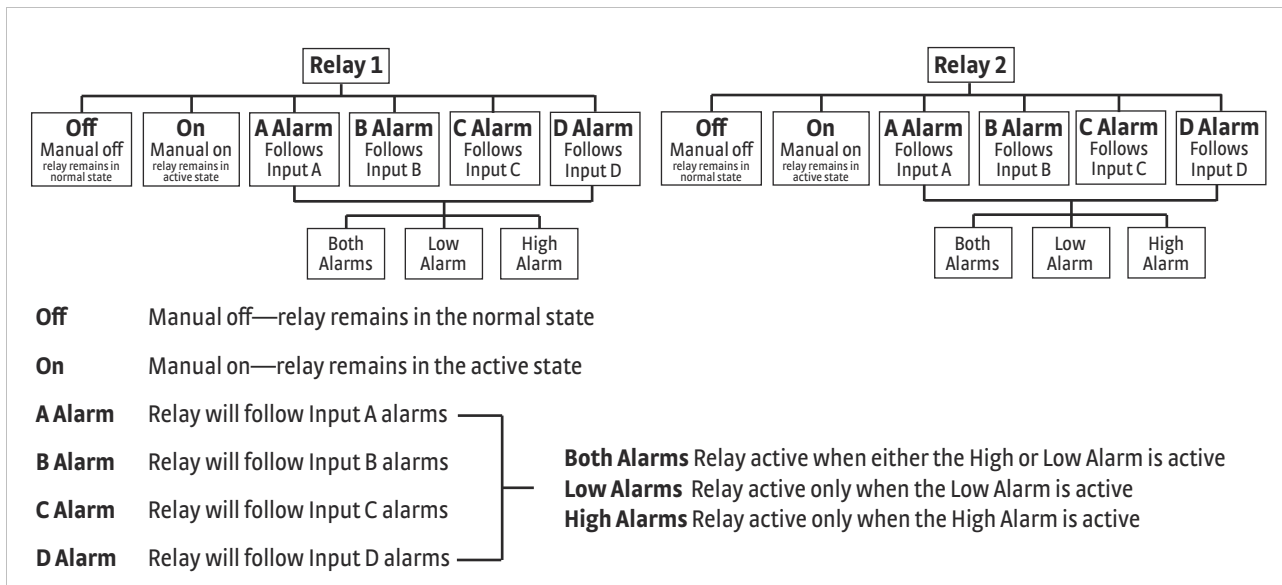 Relay 1
Off
Manual off
relay remains in
normal state
On
Manual on
relay remains in
active state
A Alarm
Follows
Input A
B Alarm
Follows
Input B
C Alarm
Follows
Input C
D Alarm
Follows
Input D
Both
Alarms
Low
Alarm
High
Alarm
Relay 2
Off
Manual off
relay remains in
normal state
On
Manual on
relay remains in
active state
A Alarm
Follows
Input A
B Alarm
Follows
Input B
C Alarm
Follows
Input C
D Alarm
Follows
Input D
Both
Alarms
Low
Alarm
High
Alarm
Off Manual off—relay remains in the normal state
On Manual on—relay remains in the active state
A Alarm Relay will follow Input A alarms
B Alarm Relay will follow Input B alarms
C Alarm Relay will follow Input C alarms
D Alarm Relay will follow Input D alarms
Both Alarms Relay active when either the High or Low Alarm is active
Low Alarms Relay active only when the Low Alarm is active
High Alarms Relay active only when the High Alarm is active